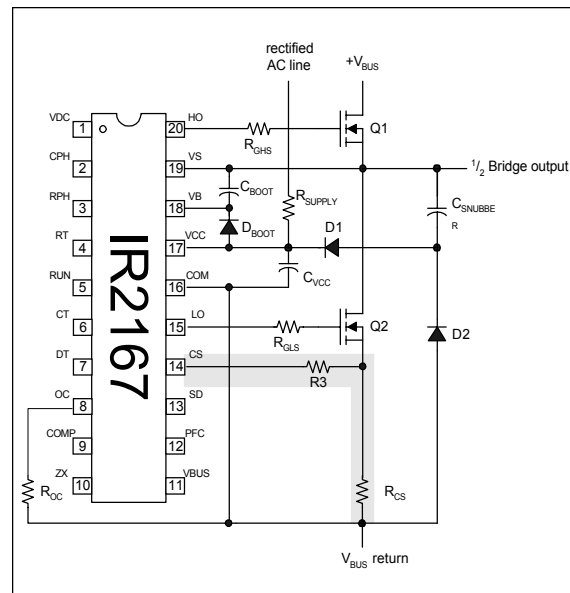 rectified
AC line
+VBUS
VDC 1 20 HO
RGHS
Q1
CPH 2 19 VS
1/2 Bridge output
CBOOT
RSUPPLY
CSNUBBE
R
RPH 3 18 VB
DBOOT
D1
RT 4 17 VCC
CVCC
RUN 5 16 COM
CT 6 15 LO
RGLS
Q2
D2
DT 7 14 CS
R3
OC 8 13 SD
COMP 9 12 PFC
ZX 10 11 VBUS
IR2167
ROC
RCS
VBUS return